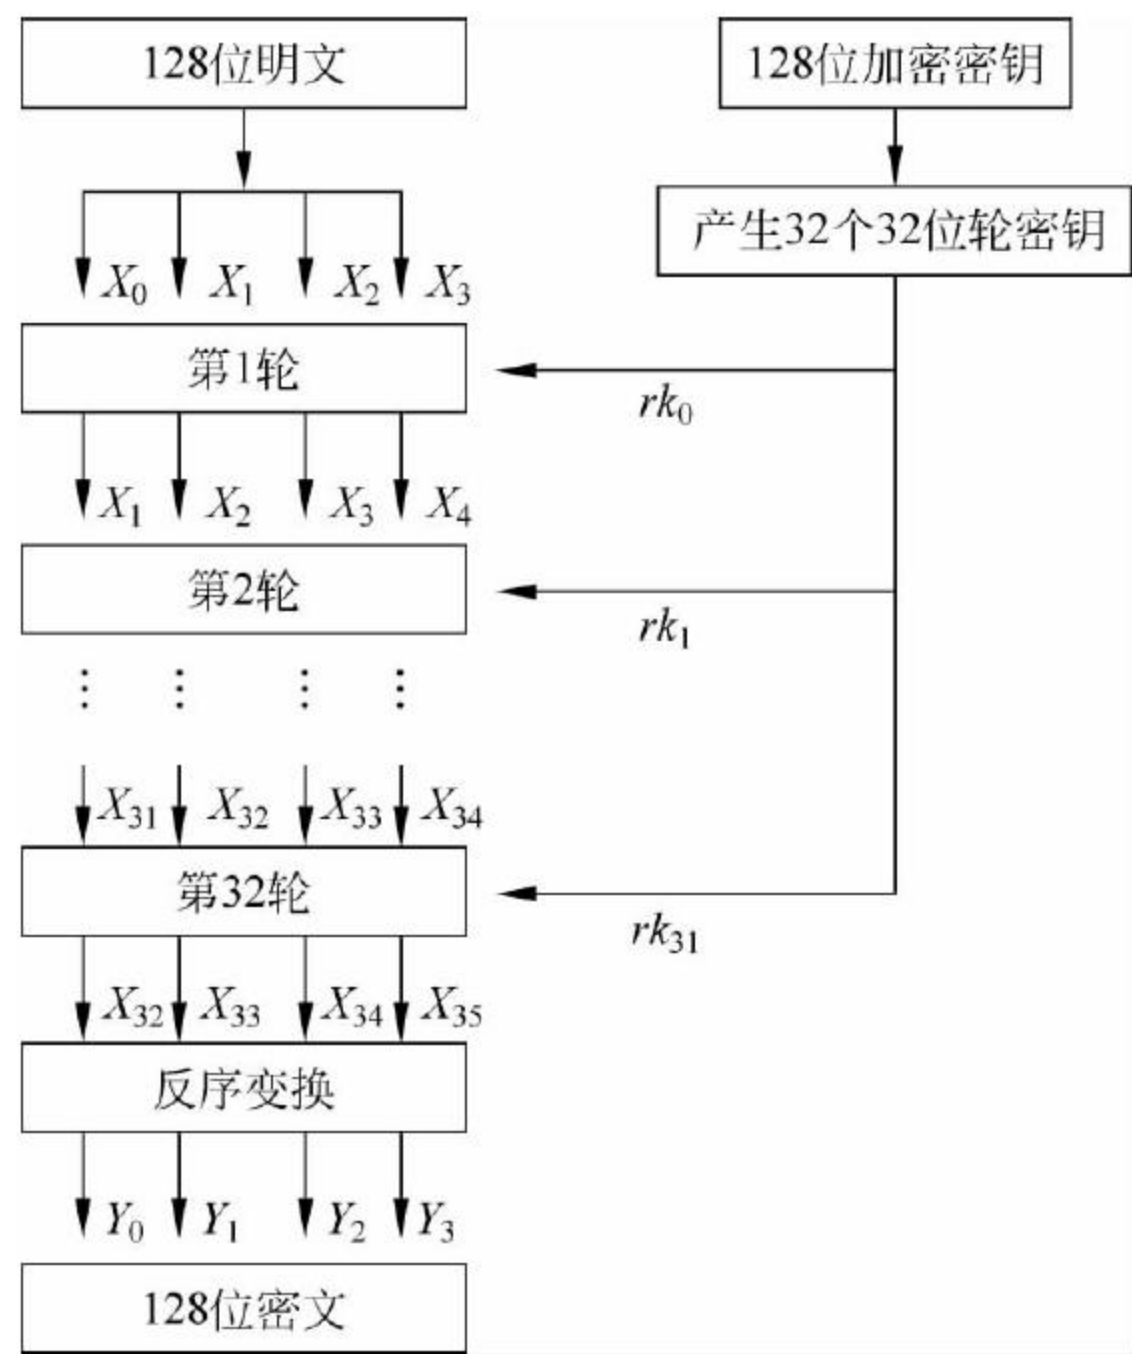 128位明文
128位加密密钥
产生32个32位轮密钥
X₀ X₁ X₂ X₃
第1轮
rk₀
X₁ X₂ X₃ X₄
第2轮
rk₁
⋮ ⋮ ⋮ ⋮
X₃₁ X₃₂ X₃₃ X₃₄
第32轮
rk₃₁
X₃₂ X₃₃ X₃₄ X₃₅
反序变换
Y₀ Y₁ Y₂ Y₃
128位密文